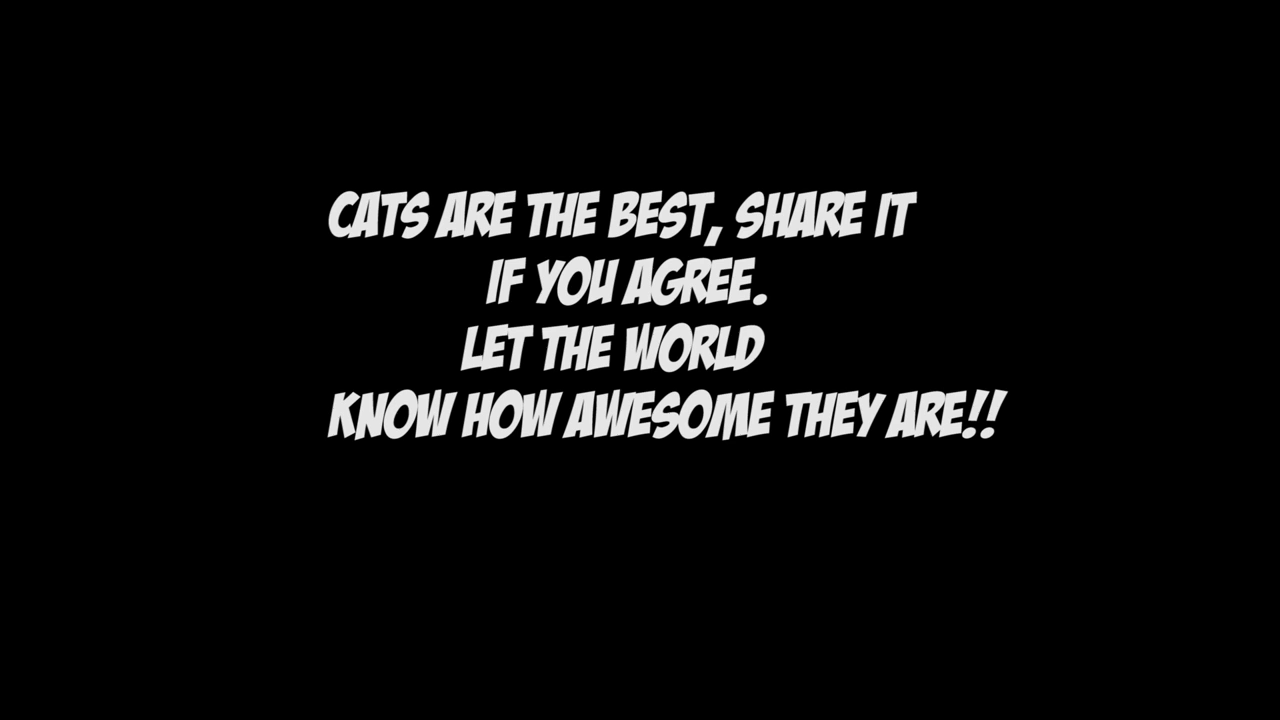 CATS ARE THE BEST, SHARE IT
IF YOU AGREE.
LET THE WORLD
KNOW HOW AWESOME THEY ARE!!